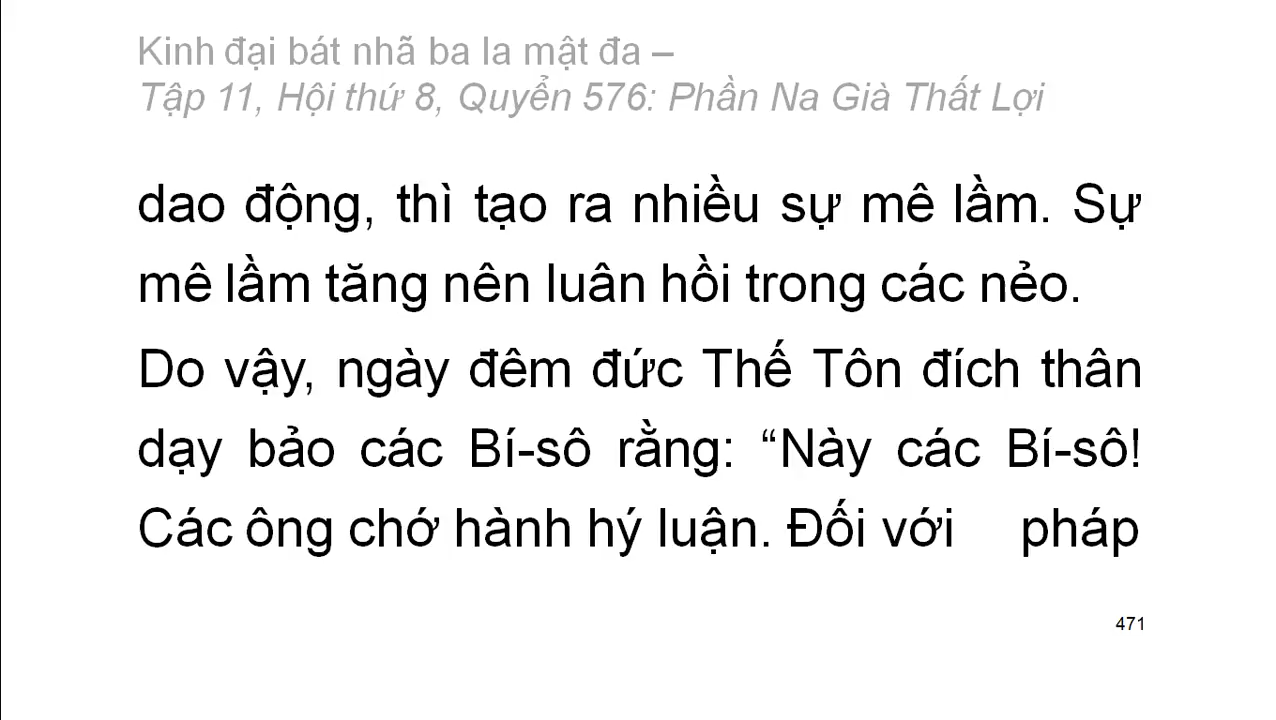 Kinh đại bát nhã ba la mật đa –
Tập 11, Hội thứ 8, Quyển 576: Phần Na Già Thất Lợi
dao động, thì tạo ra nhiều sự mê lầm. Sự
mê lầm tăng nên luân hồi trong các nẻo.
Do vậy, ngày đêm đức Thế Tôn đích thân
dạy bảo các Bí-sô rằng: “Này các Bí-sô!
Các ông chớ hành hý luận. Đối với pháp
471